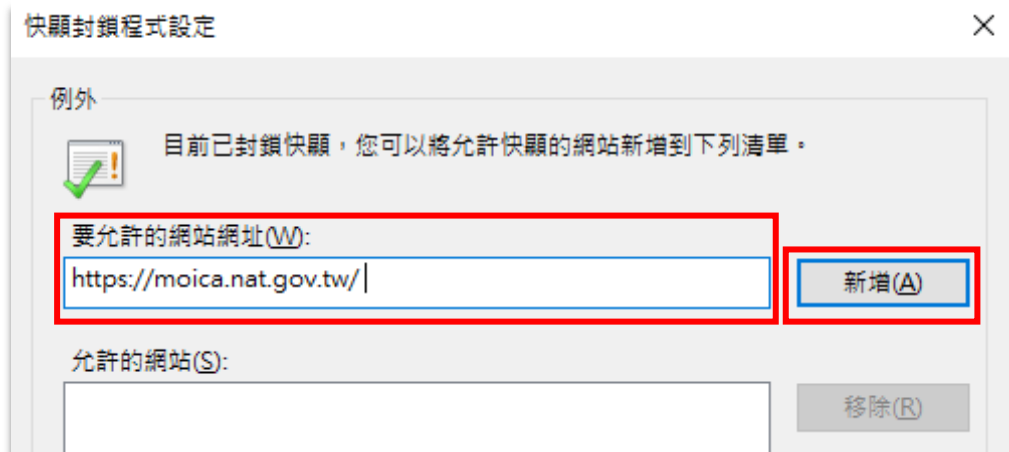 快顯封鎖程式設定
例外
目前已封鎖快顯，您可以將允許快顯的網站新增到下列清單。
要允許的網站網址(W):
https://moica.nat.gov.tw/
新增(A)
允許的網站(S):
移除(R)